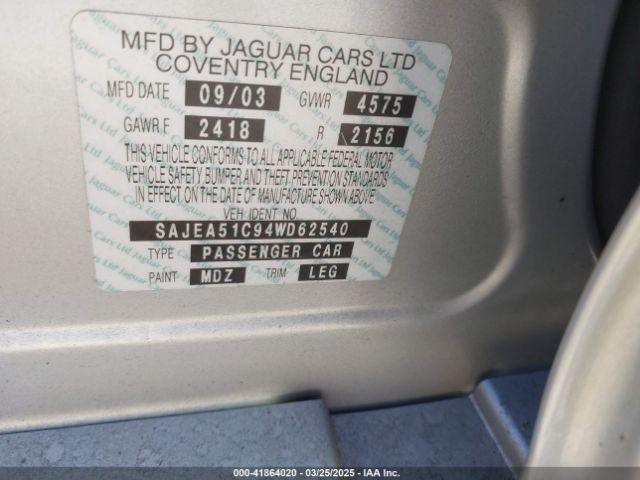 MFD BY JAGUAR CARS LTD
COVENTRY ENGLAND
MFD DATE 09/03 GVWR 4575
GAWR F 2418 R 2156
THIS VEHICLE CONFORMS TO ALL APPLICABLE FEDERAL MOTOR
VEHICLE SAFETY BUMPER AND THEFT PREVENTION STANDARDS
IN EFFECT ON THE DATE OF MANUFACTURE SHOWN ABOVE
VEH IDENT NO
SAJEA51C94WD62540
TYPE PASSENGER CAR
PAINT MDZ TRIM LEG
000-41864020 — 03/25/2025 — IAA Inc.